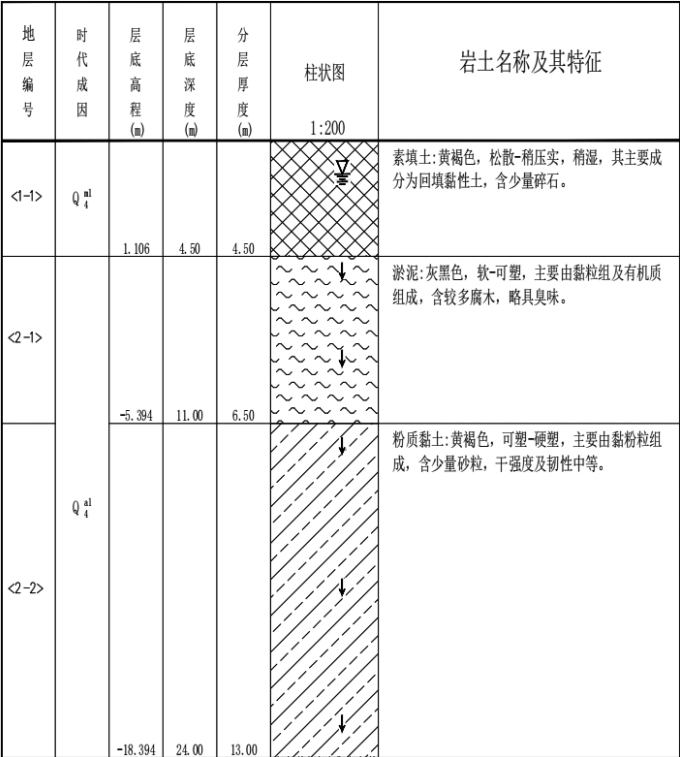 地层编号
时代成因
层底高程(m)
层底深度(m)
分层厚度(m)
柱状图
1:200
岩土名称及其特征
<1-1>
Q ml 4
1.106
4.50
4.50
素填土:黄褐色，松散-稍压实，稍湿，其主要成
分为回填黏性土，含少量碎石。
<2-1>
-5.394
11.00
6.50
淤泥:灰黑色，软-可塑，主要由黏粒组及有机质
组成，含较多腐木，略具臭味。
Q al 4
<2-2>
-18.394
24.00
13.00
粉质黏土:黄褐色，可塑-硬塑，主要由黏粉粒组
成，含少量砂粒，干强度及韧性中等。